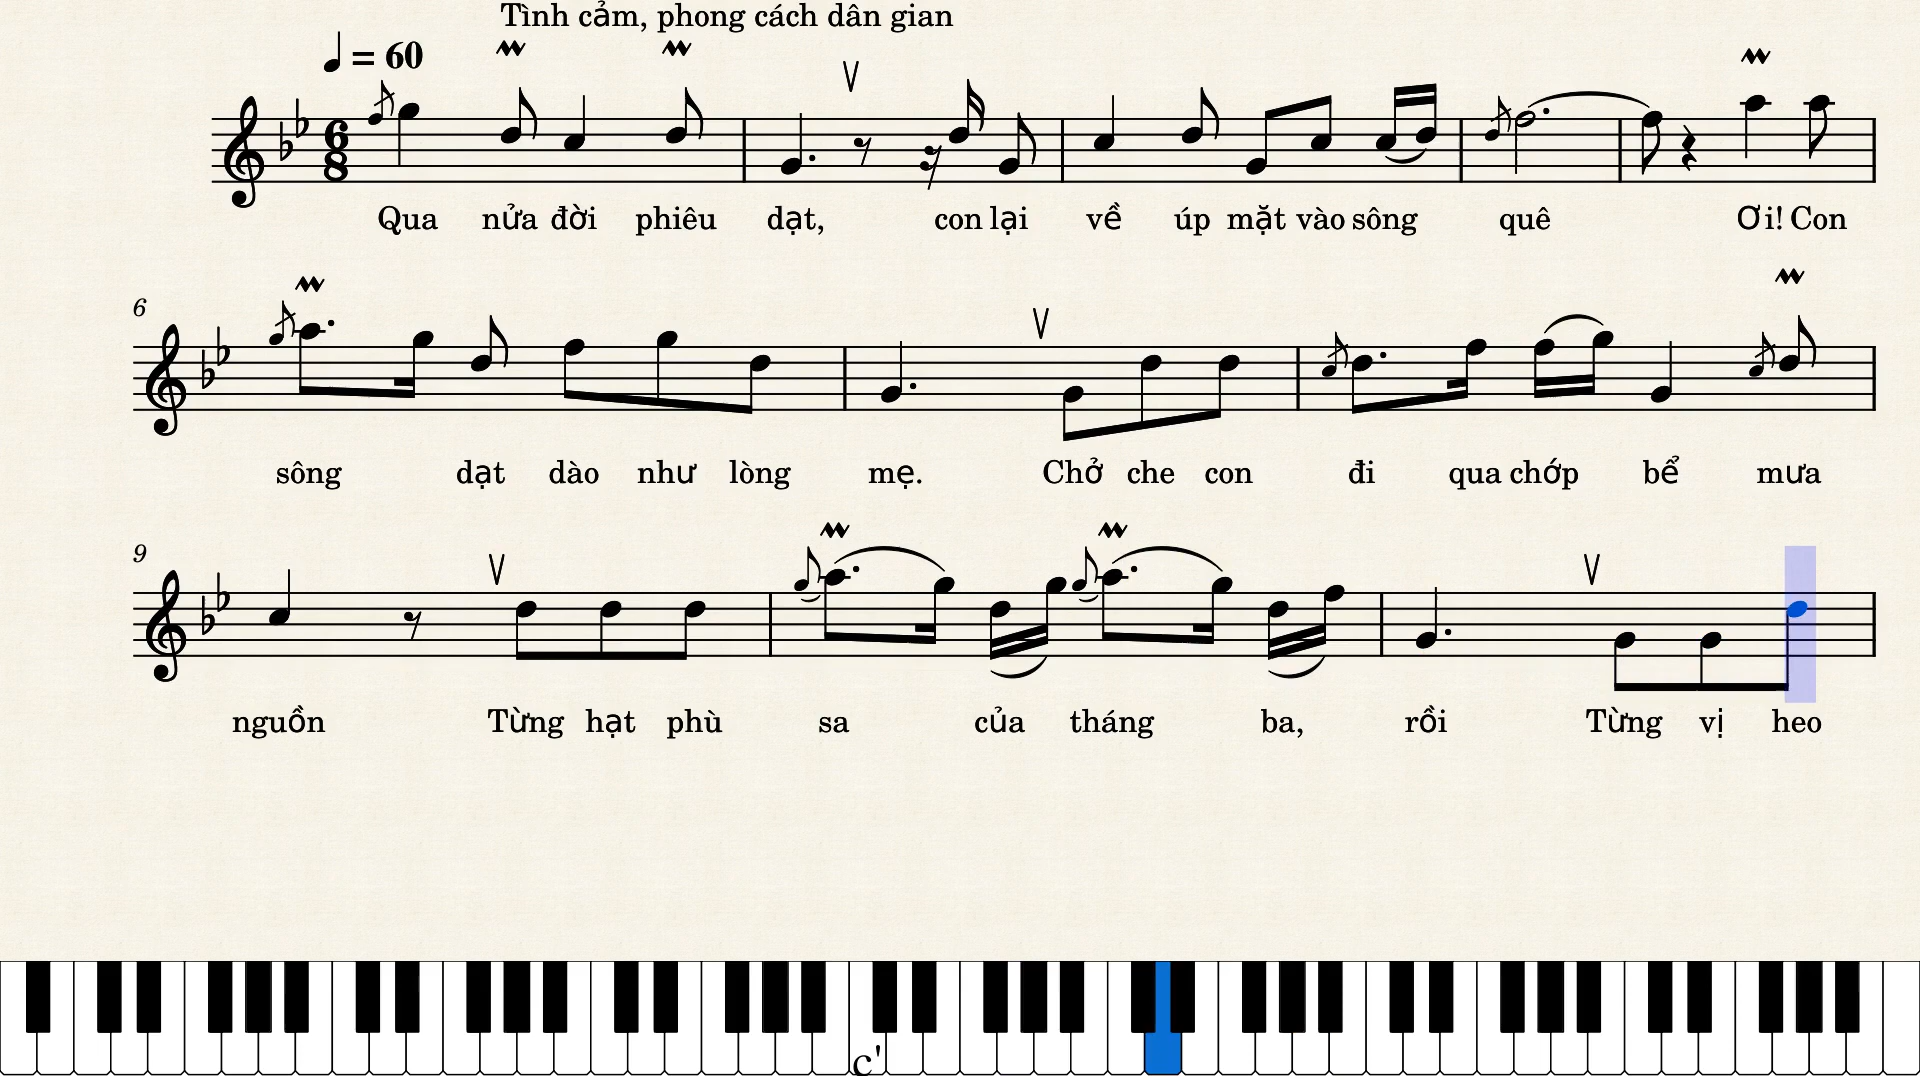 Tình cảm, phong cách dân gian
= 60
6
8
Qua nửa đời phiêu dạt, con lại về úp mặt vào sông quê Ơi! Con
6
sông dạt dào như lòng mẹ. Chở che con đi qua chớp bể mưa
9
nguồn Từng hạt phù sa của tháng ba, rồi Từng vị heo
c'